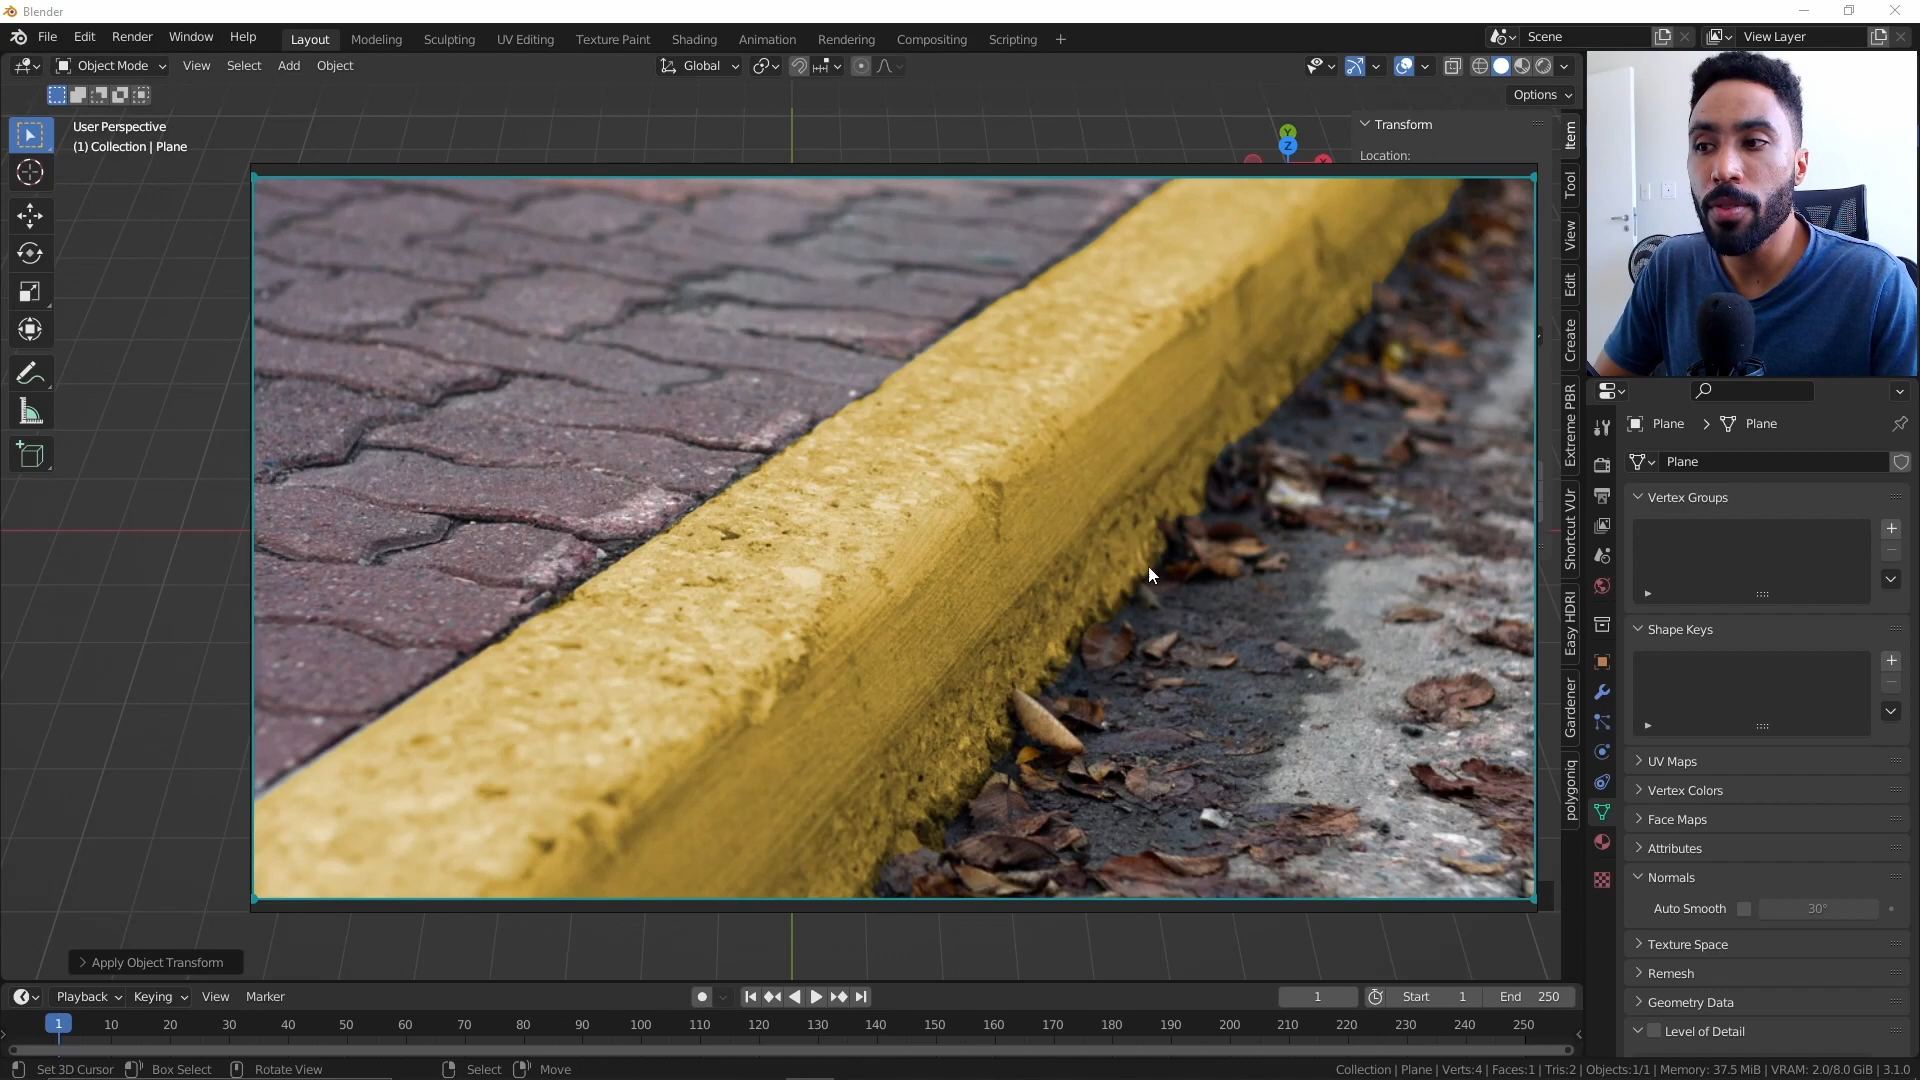 Blender
File Edit Render Window Help Layout Modeling Sculpting UV Editing Texture Paint Shading Animation Rendering Compositing Scripting + Scene View Layer
Object Mode View Select Add Object Global
Options
User Perspective
(1) Collection | Plane
Transform
Location:
Y
Z
X
Item
Tool
View
Edit
Create
Extreme PBR
Shortcut VUr
Easy HDRI
Gardener
polygoniq
Plane > Plane
Plane
Vertex Groups
Shape Keys
UV Maps
Vertex Colors
Face Maps
Attributes
Normals
Auto Smooth 30°
Texture Space
Remesh
Geometry Data
Level of Detail
> Apply Object Transform
Playback Keying View Marker 1 Start 1 End 250
1 10 20 30 40 50 60 70 80 90 100 110 120 130 140 150 160 170 180 190 200 210 220 230 240 250
Set 3D Cursor Box Select Rotate View Select Move Collection | Plane | Verts:4 | Faces:1 | Tris:2 | Objects:1/1 | Memory: 37.5 MiB | VRAM: 2.0/8.0 GiB | 3.1.0